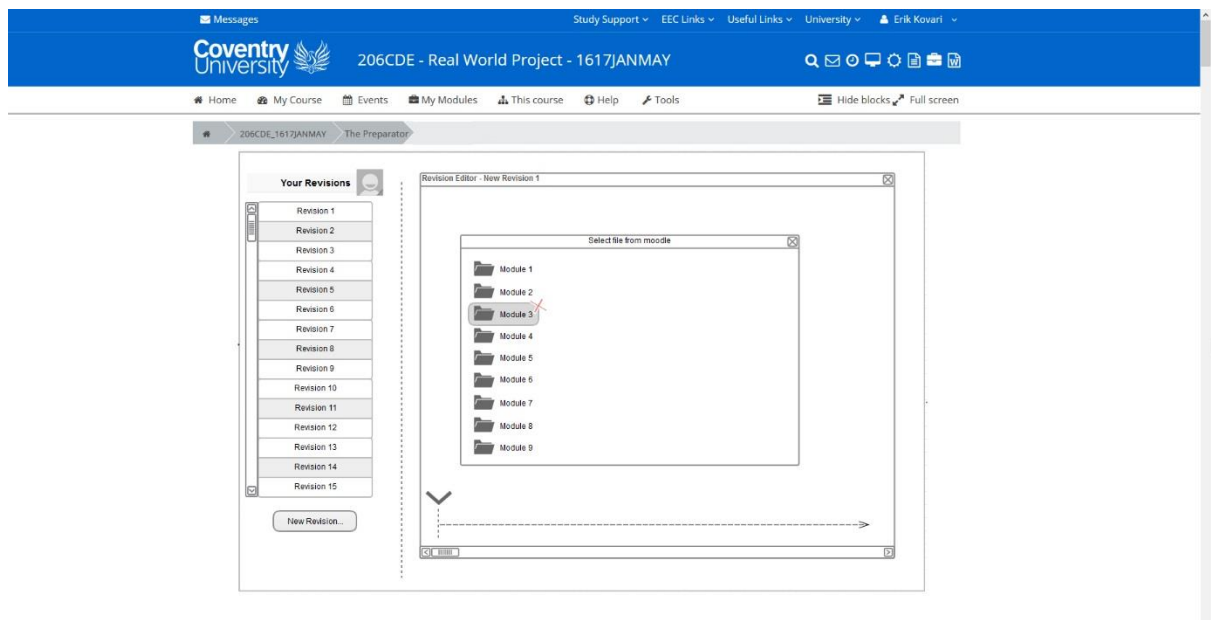 Messages Study Support EEC Links Useful Links University Erik Kovari
Coventry University
206CDE - Real World Project - 1617JANMAY
Home My Course Events My Modules This course Help Tools Hide blocks Full screen
206CDE_1617JANMAY The Preparator
Your Revisions
Revision 1
Revision 2
Revision 3
Revision 4
Revision 5
Revision 6
Revision 7
Revision 8
Revision 9
Revision 10
Revision 11
Revision 12
Revision 13
Revision 14
Revision 15
New Revision...
Revision Editor - New Revision 1
Select file from moodle
Module 1
Module 2
Module 3
Module 4
Module 5
Module 6
Module 7
Module 8
Module 9